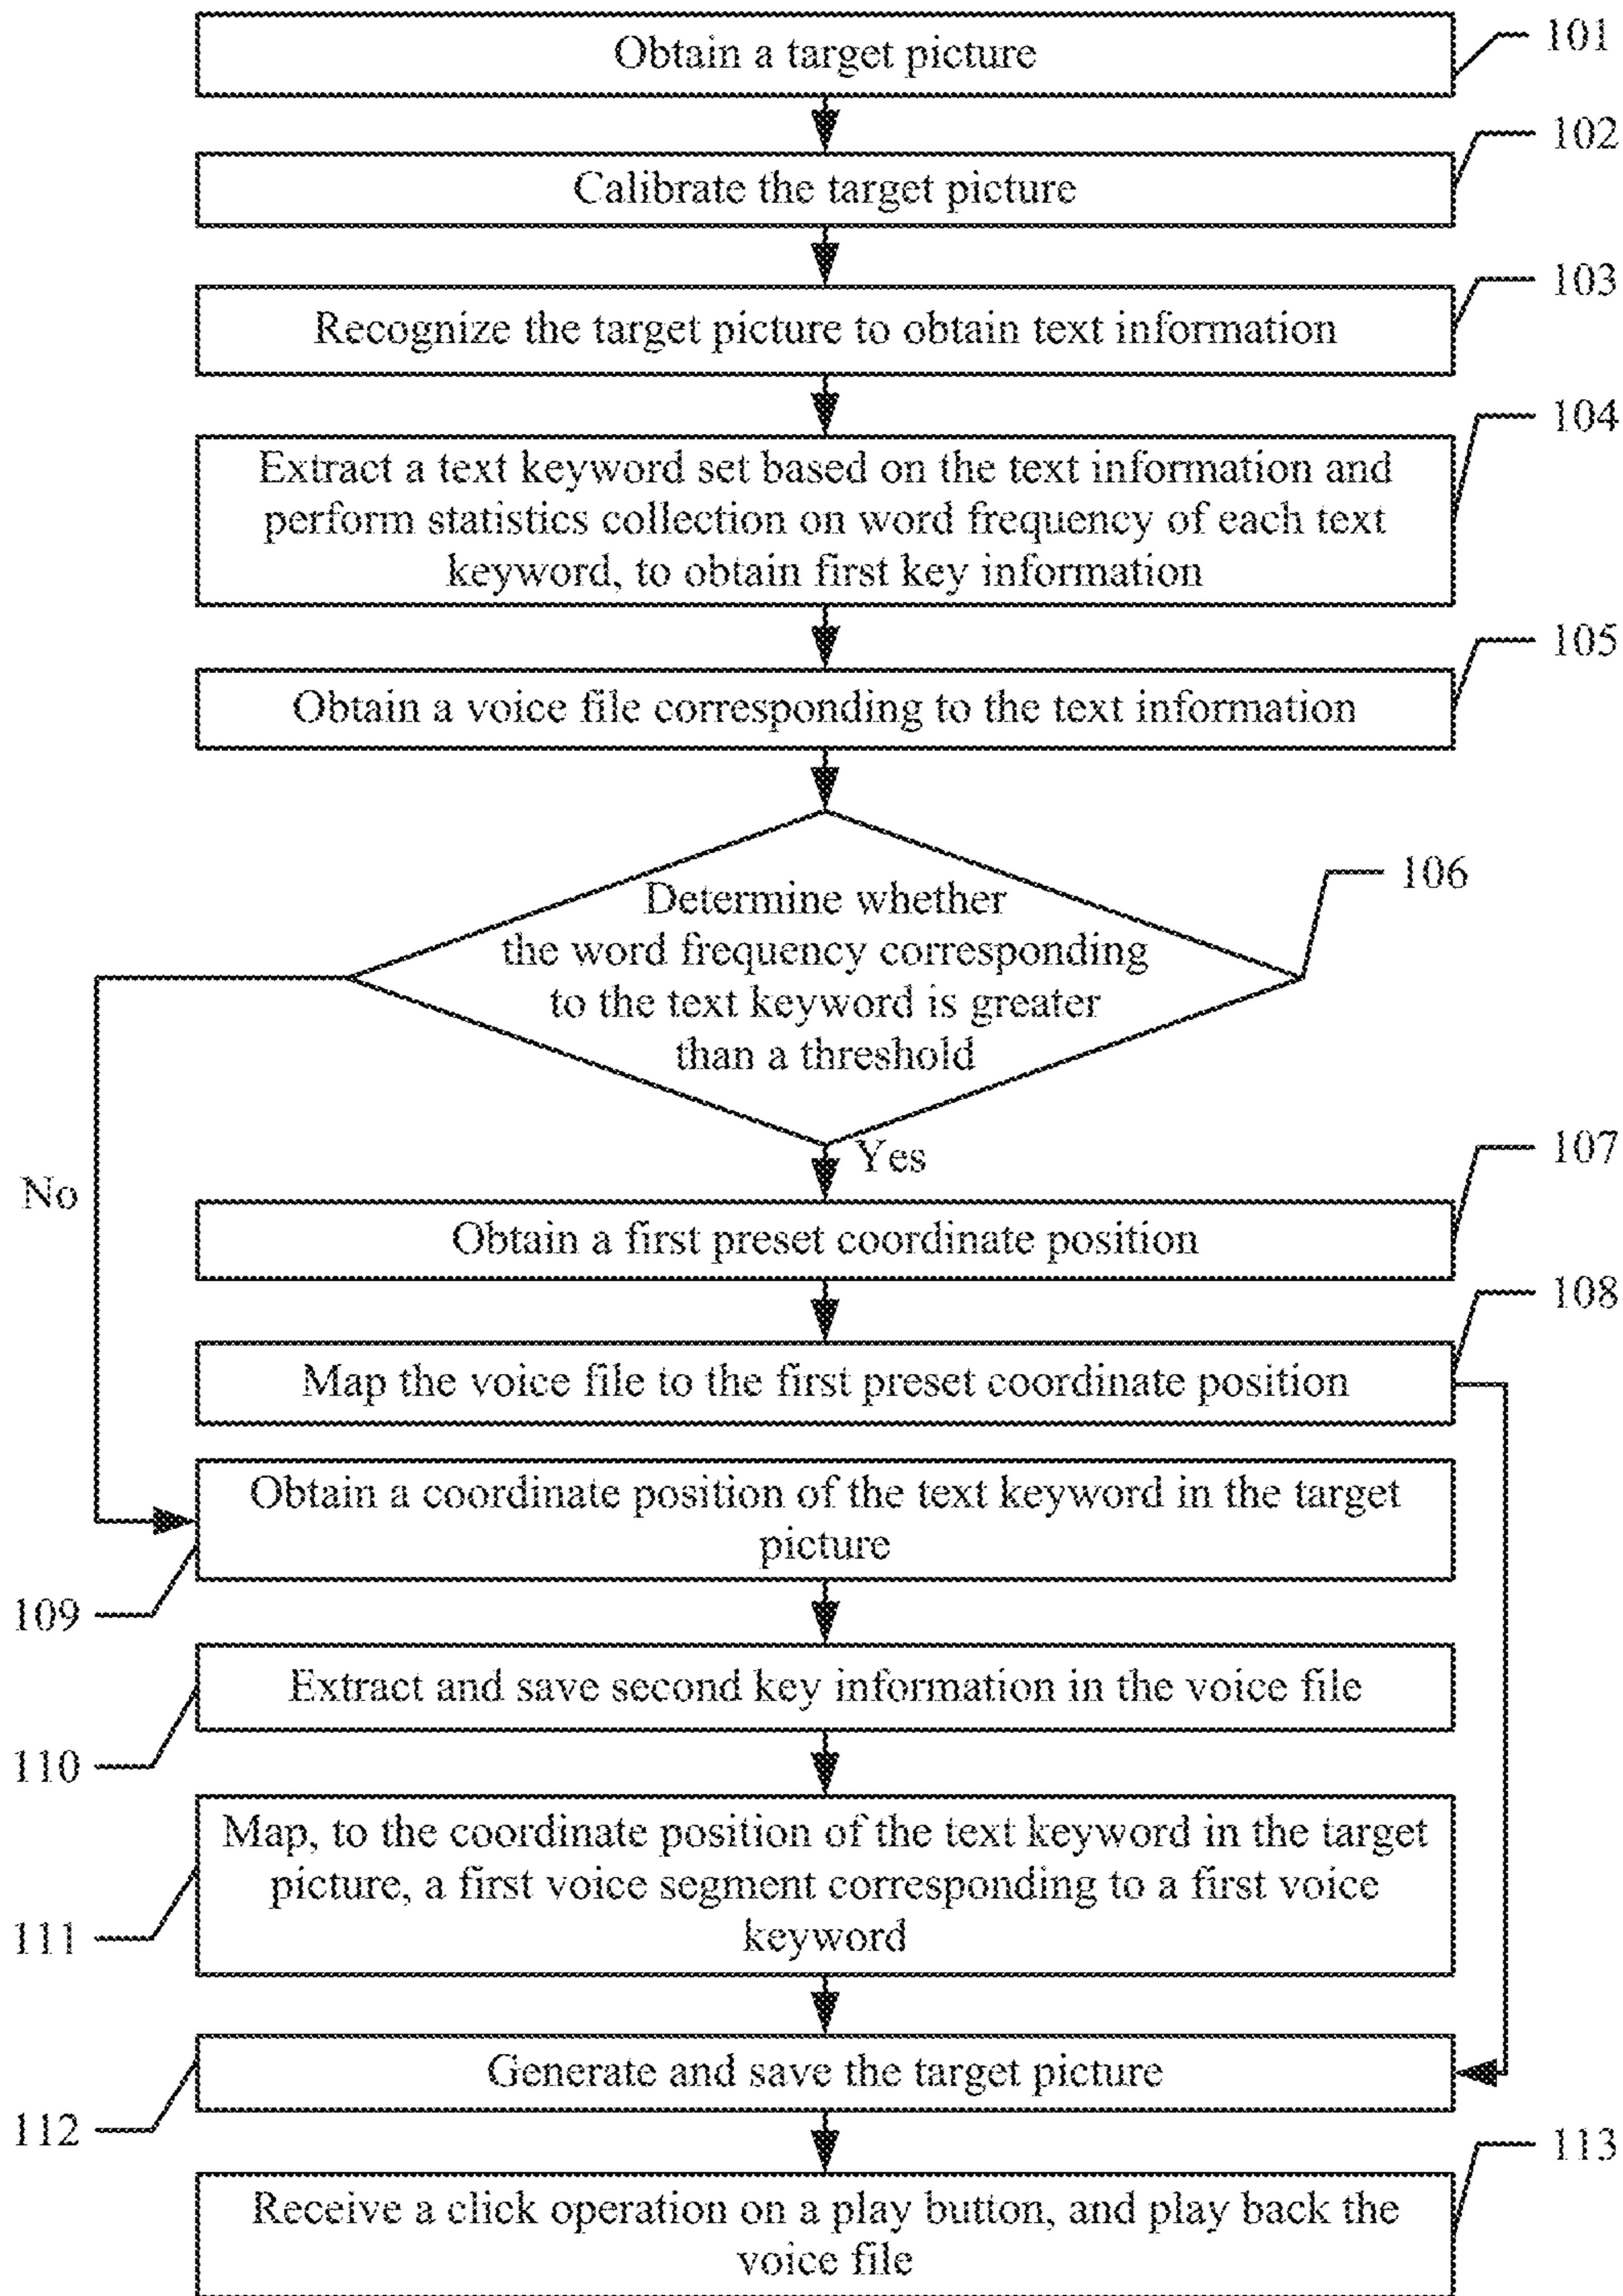 Obtain a target picture
101
Calibrate the target picture
102
Recognize the target picture to obtain text information
103
Extract a text keyword set based on the text information and
perform statistics collection on word frequency of each text
keyword, to obtain first key information
104
Obtain a voice file corresponding to the text information
105
Determine whether
the word frequency corresponding
to the text keyword is greater
than a threshold
106
Yes
No
Obtain a first preset coordinate position
107
Map the voice file to the first preset coordinate position
108
Obtain a coordinate position of the text keyword in the target
picture
109
Extract and save second key information in the voice file
110
Map, to the coordinate position of the text keyword in the target
picture, a first voice segment corresponding to a first voice
keyword
111
Generate and save the target picture
112
Receive a click operation on a play button, and play back the
voice file
113